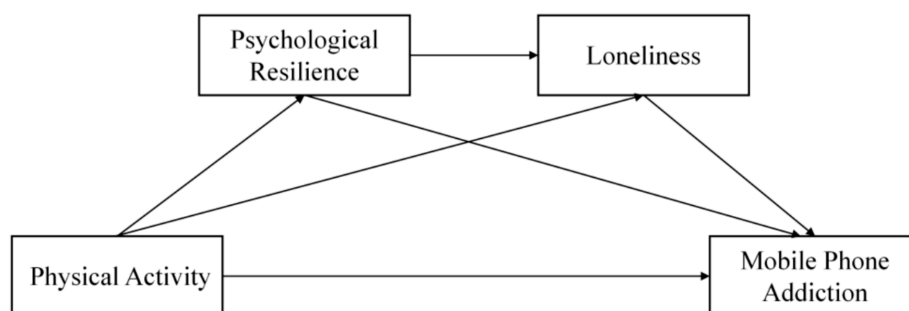 Psychological
Resilience
Loneliness
Physical Activity
Mobile Phone
Addiction